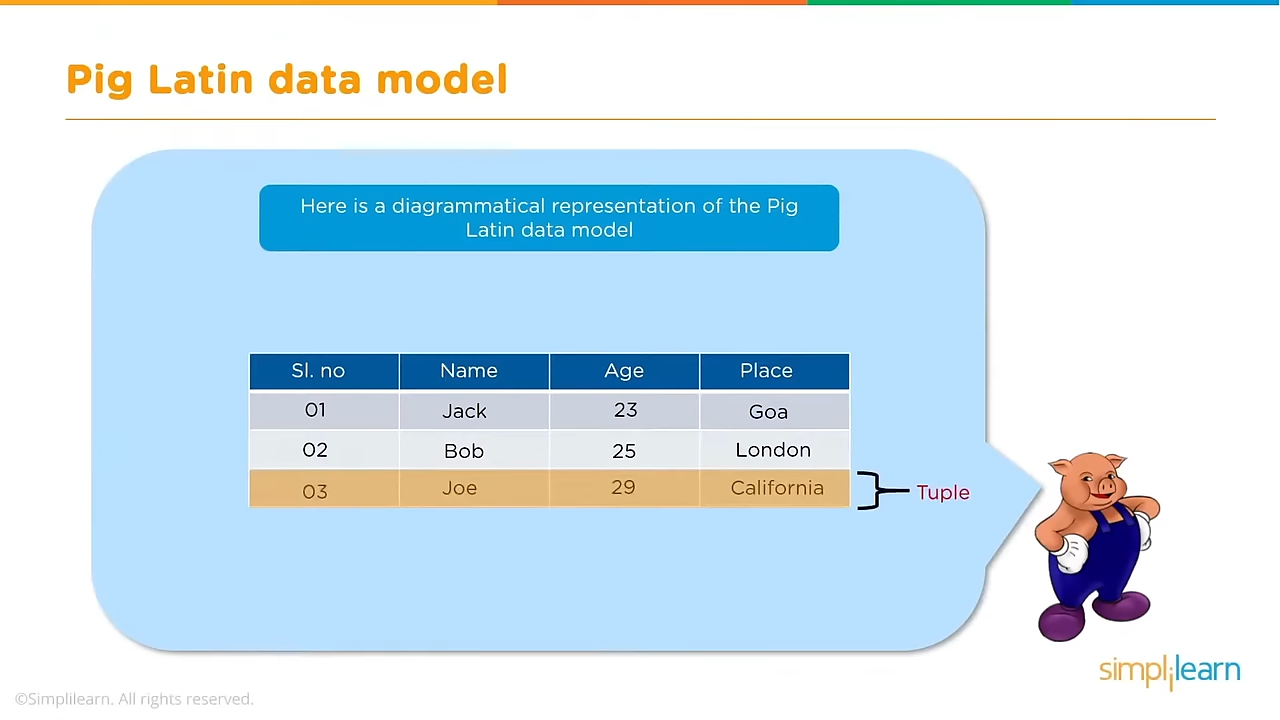 Pig Latin data model
Here is a diagrammatical representation of the Pig
Latin data model
Sl. no Name Age Place
01 Jack 23 Goa
02 Bob 25 London
03 Joe 29 California
Tuple
simplilearn
©Simplilearn. All rights reserved.